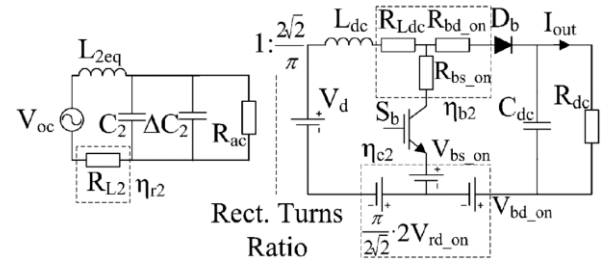 L2eq
Voc
C2
ΔC2
Rac
RL2
ηr2
1:2√2/π
Ldc
RLdc
Rbd_on
Db
Iout
Vd
Rbs_on
Sb
ηb2
Cdc
Rdc
ηc2
Vbs_on
Vbd_on
π/2√2·2Vrd_on
Rect. Turns
Ratio